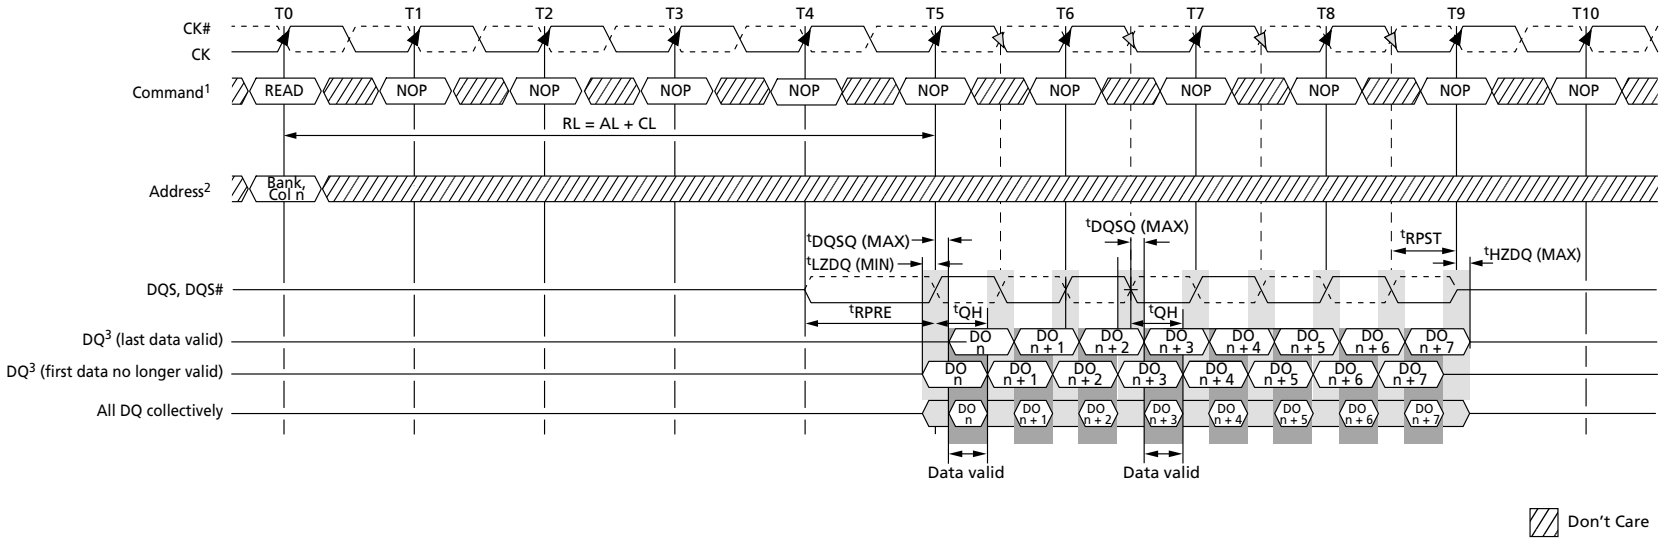 T0 T1 T2 T3 T4 T5 T6 T7 T8 T9 T10
CK#
CK
Command¹ READ NOP NOP NOP NOP NOP NOP NOP NOP NOP NOP
RL = AL + CL
Address² Bank, Col n
tDQSQ (MAX) tDQSQ (MAX) tRPST
tLZDQ (MIN) tHZDQ (MAX)
DQS, DQS#
tRPRE tQH tQH
DQ³ (last data valid) DO n DO n + 1 DO n + 2 DO n + 3 DO n + 4 DO n + 5 DO n + 6 DO n + 7
DQ³ (first data no longer valid) DO n DO n + 1 DO n + 2 DO n + 3 DO n + 4 DO n + 5 DO n + 6 DO n + 7
All DQ collectively DO n DO n + 1 DO n + 2 DO n + 3 DO n + 4 DO n + 5 DO n + 6 DO n + 7
Data valid Data valid
Don't Care